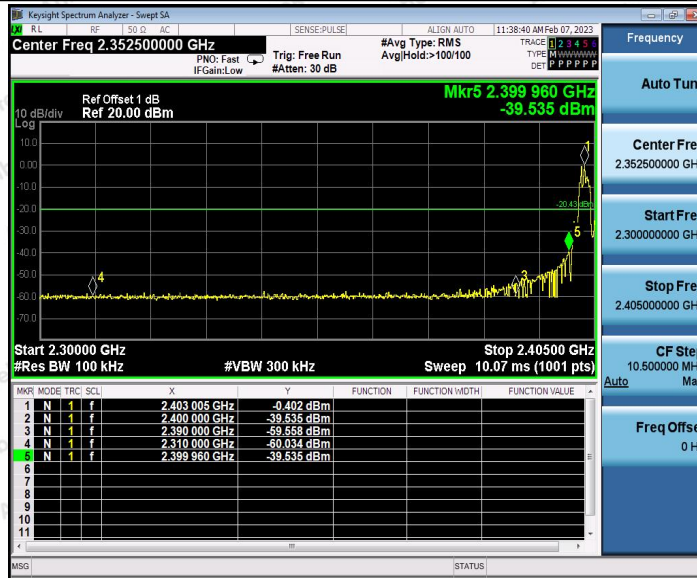 Keysight Spectrum Analyzer - Swept SA
LXI RL RF 50 Ω AC SENSE:PULSE ALIGN AUTO 11:38:40 AM Feb 07, 2023
Center Freq 2.352500000 GHz
PNO: Fast
IFGain:Low
Trig: Free Run
#Atten: 30 dB
#Avg Type: RMS
Avg|Hold:>100/100
TRACE 1 2 3 4 5 6
TYPE M W W W W W
DET P P P P P P
Ref Offset 1 dB
10 dB/div Ref 20.00 dBm
Log
Mkr5 2.399 960 GHz
-39.535 dBm
10.0
0.00
-10.0
-20.0
-30.0
-40.0
-50.0
-60.0
-70.0
-20.43 dBm
1
5
3
4
Start 2.30000 GHz Stop 2.40500 GHz
#Res BW 100 kHz #VBW 300 kHz Sweep 10.07 ms (1001 pts)
MKR MODE TRC SCL X Y FUNCTION FUNCTION WIDTH FUNCTION VALUE
1 N 1 f 2.403 005 GHz -0.402 dBm
2 N 1 f 2.400 000 GHz -39.535 dBm
3 N 1 f 2.390 000 GHz -59.558 dBm
4 N 1 f 2.310 000 GHz -60.034 dBm
5 N 1 f 2.399 960 GHz -39.535 dBm
6
7
8
9
10
11
MSG STATUS
Frequency
Auto Tun
Center Fre
2.352500000 GH
Start Fre
2.300000000 GH
Stop Fre
2.405000000 GH
CF Ste
10.500000 MH
Auto Ma
Freq Offse
0 H